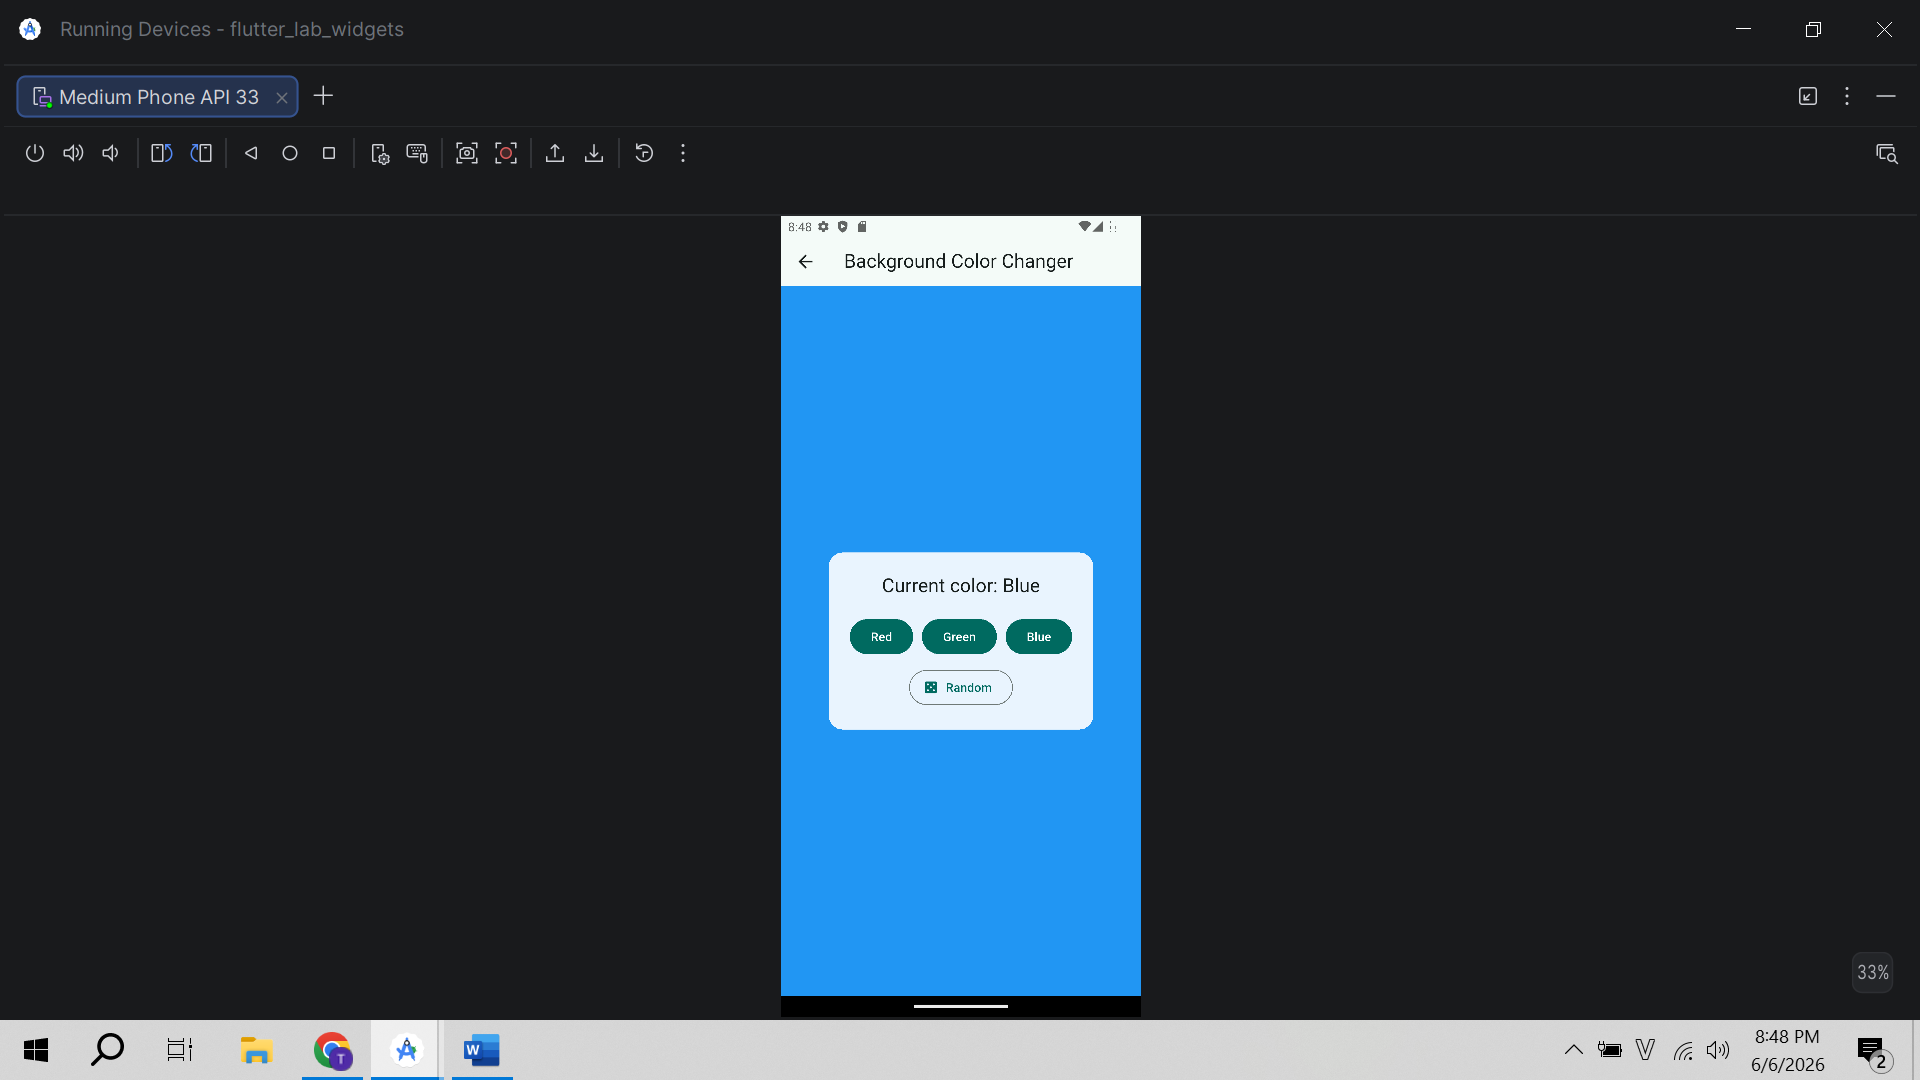 Running Devices - flutter_lab_widgets
Medium Phone API 33
8:48
Background Color Changer
Current color: Blue
Red Green Blue
Random
33%
T
W
8:48 PM
6/6/2026
2